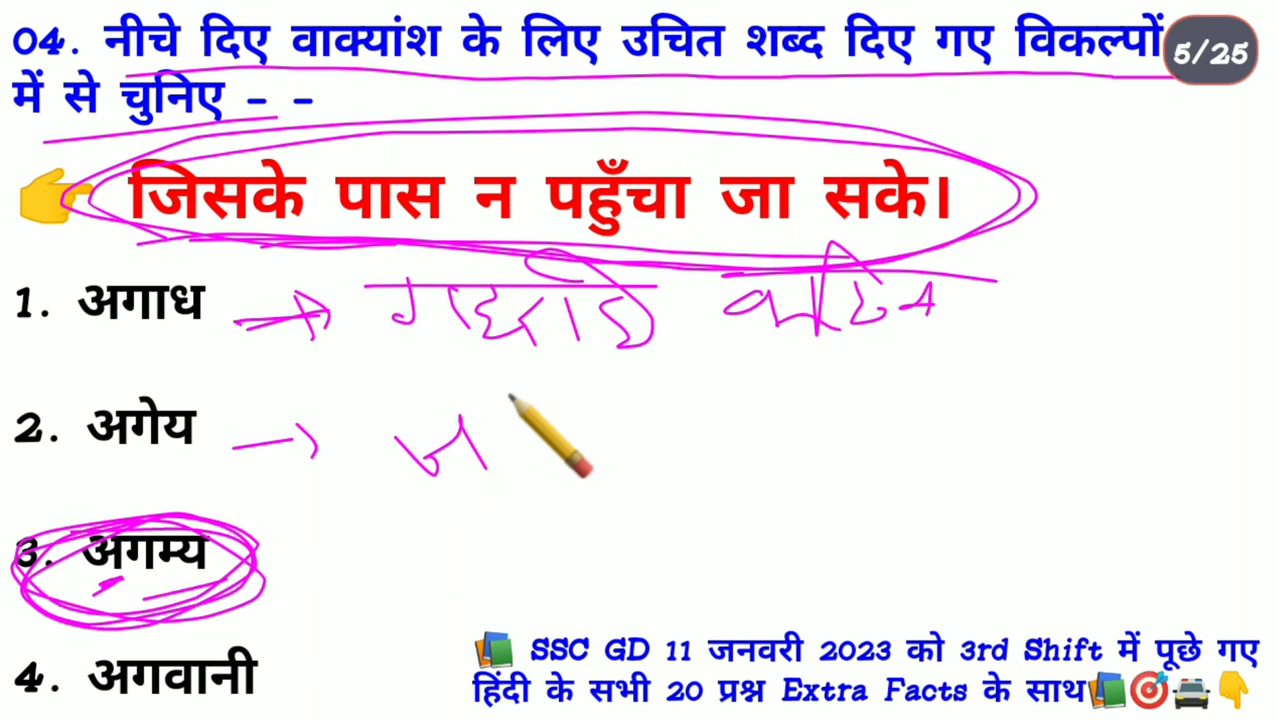 04. नीचे दिए वाक्यांश के लिए उचित शब्द दिए गए विकल्पों
5/25
में से चुनिए - -
जिसके पास न पहुँचा जा सके।
1. अगाध
2. अगेय
3. अगम्य
4. अगवानी
SSC GD 11 जनवरी 2023 को 3rd Shift में पूछे गए
हिंदी के सभी 20 प्रश्न Extra Facts के साथ